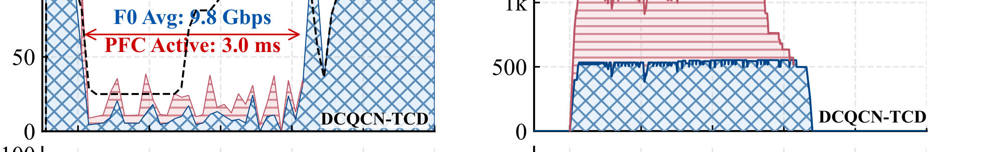 1k
F0 Avg: 9.8 Gbps
PFC Active: 3.0 ms
50
500
DCQCN-TCD
DCQCN-TCD
0
0
100